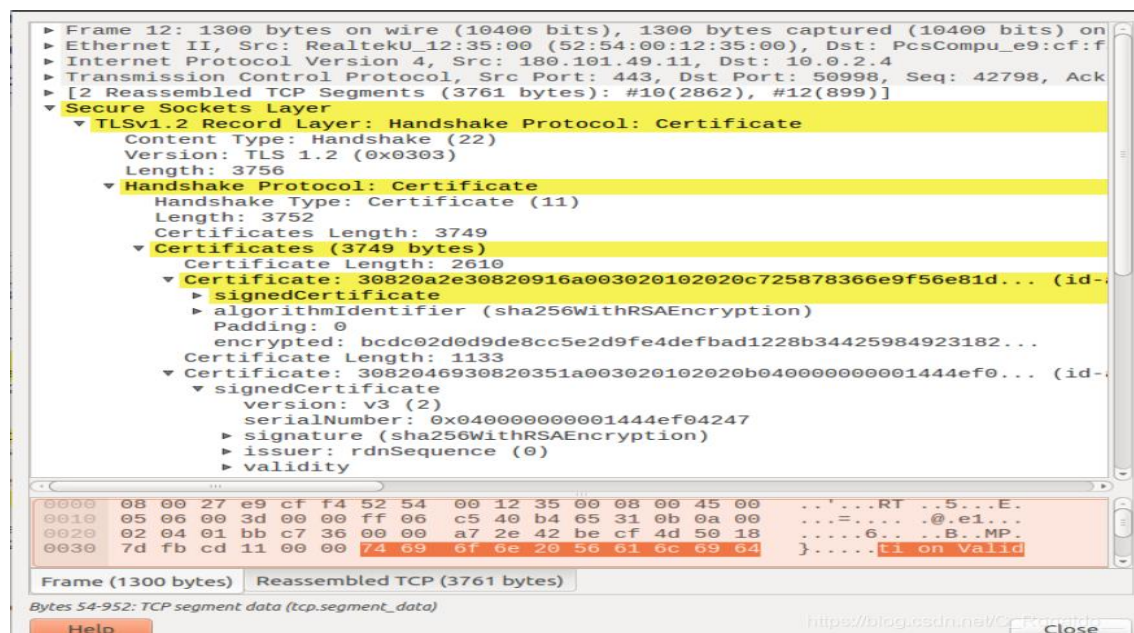 Frame 12: 1300 bytes on wire (10400 bits), 1300 bytes captured (10400 bits) on
Ethernet II, Src: RealtekU_12:35:00 (52:54:00:12:35:00), Dst: PcsCompu_e9:cf:f
Internet Protocol Version 4, Src: 180.101.49.11, Dst: 10.0.2.4
Transmission Control Protocol, Src Port: 443, Dst Port: 50998, Seq: 42798, Ack
[2 Reassembled TCP Segments (3761 bytes): #10(2862), #12(899)]
Secure Sockets Layer
TLSv1.2 Record Layer: Handshake Protocol: Certificate
Content Type: Handshake (22)
Version: TLS 1.2 (0x0303)
Length: 3756
Handshake Protocol: Certificate
Handshake Type: Certificate (11)
Length: 3752
Certificates Length: 3749
Certificates (3749 bytes)
Certificate Length: 2610
Certificate: 30820a2e30820916a003020102020c725878366e9f56e81d... (id-a
signedCertificate
algorithmIdentifier (sha256WithRSAEncryption)
Padding: 0
encrypted: bcdc02d0d9de8cc5e2d9fe4defbad1228b34425984923182...
Certificate Length: 1133
Certificate: 3082046930820351a003020102020b040000000001444ef0... (id-a
signedCertificate
version: v3 (2)
serialNumber: 0x040000000001444ef04247
signature (sha256WithRSAEncryption)
issuer: rdnSequence (0)
validity
0000 08 00 27 e9 cf f4 52 54 00 12 35 00 08 00 45 00 ..'...RT ..5...E.
0010 05 06 00 3d 00 00 ff 06 c5 40 b4 65 31 0b 0a 00 ...=.... .@.e1...
0020 02 04 01 bb c7 36 00 00 a7 2e 42 be cf 4d 50 18 .....6.. ..B..MP.
0030 7d fb cd 11 00 00 74 69 6f 6e 20 56 61 6c 69 64 }.....ti on Valid
Frame (1300 bytes) Reassembled TCP (3761 bytes)
Bytes 54-952: TCP segment data (tcp.segment_data)
Help Close